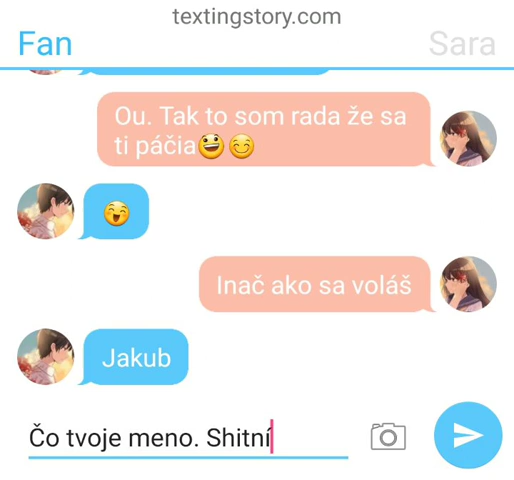 textingstory.com
Fan
Sara
Ou. Tak to som rada že sa
ti páčia😃😊
😄
Inač ako sa voláš
Jakub
Čo tvoje meno. Shitní